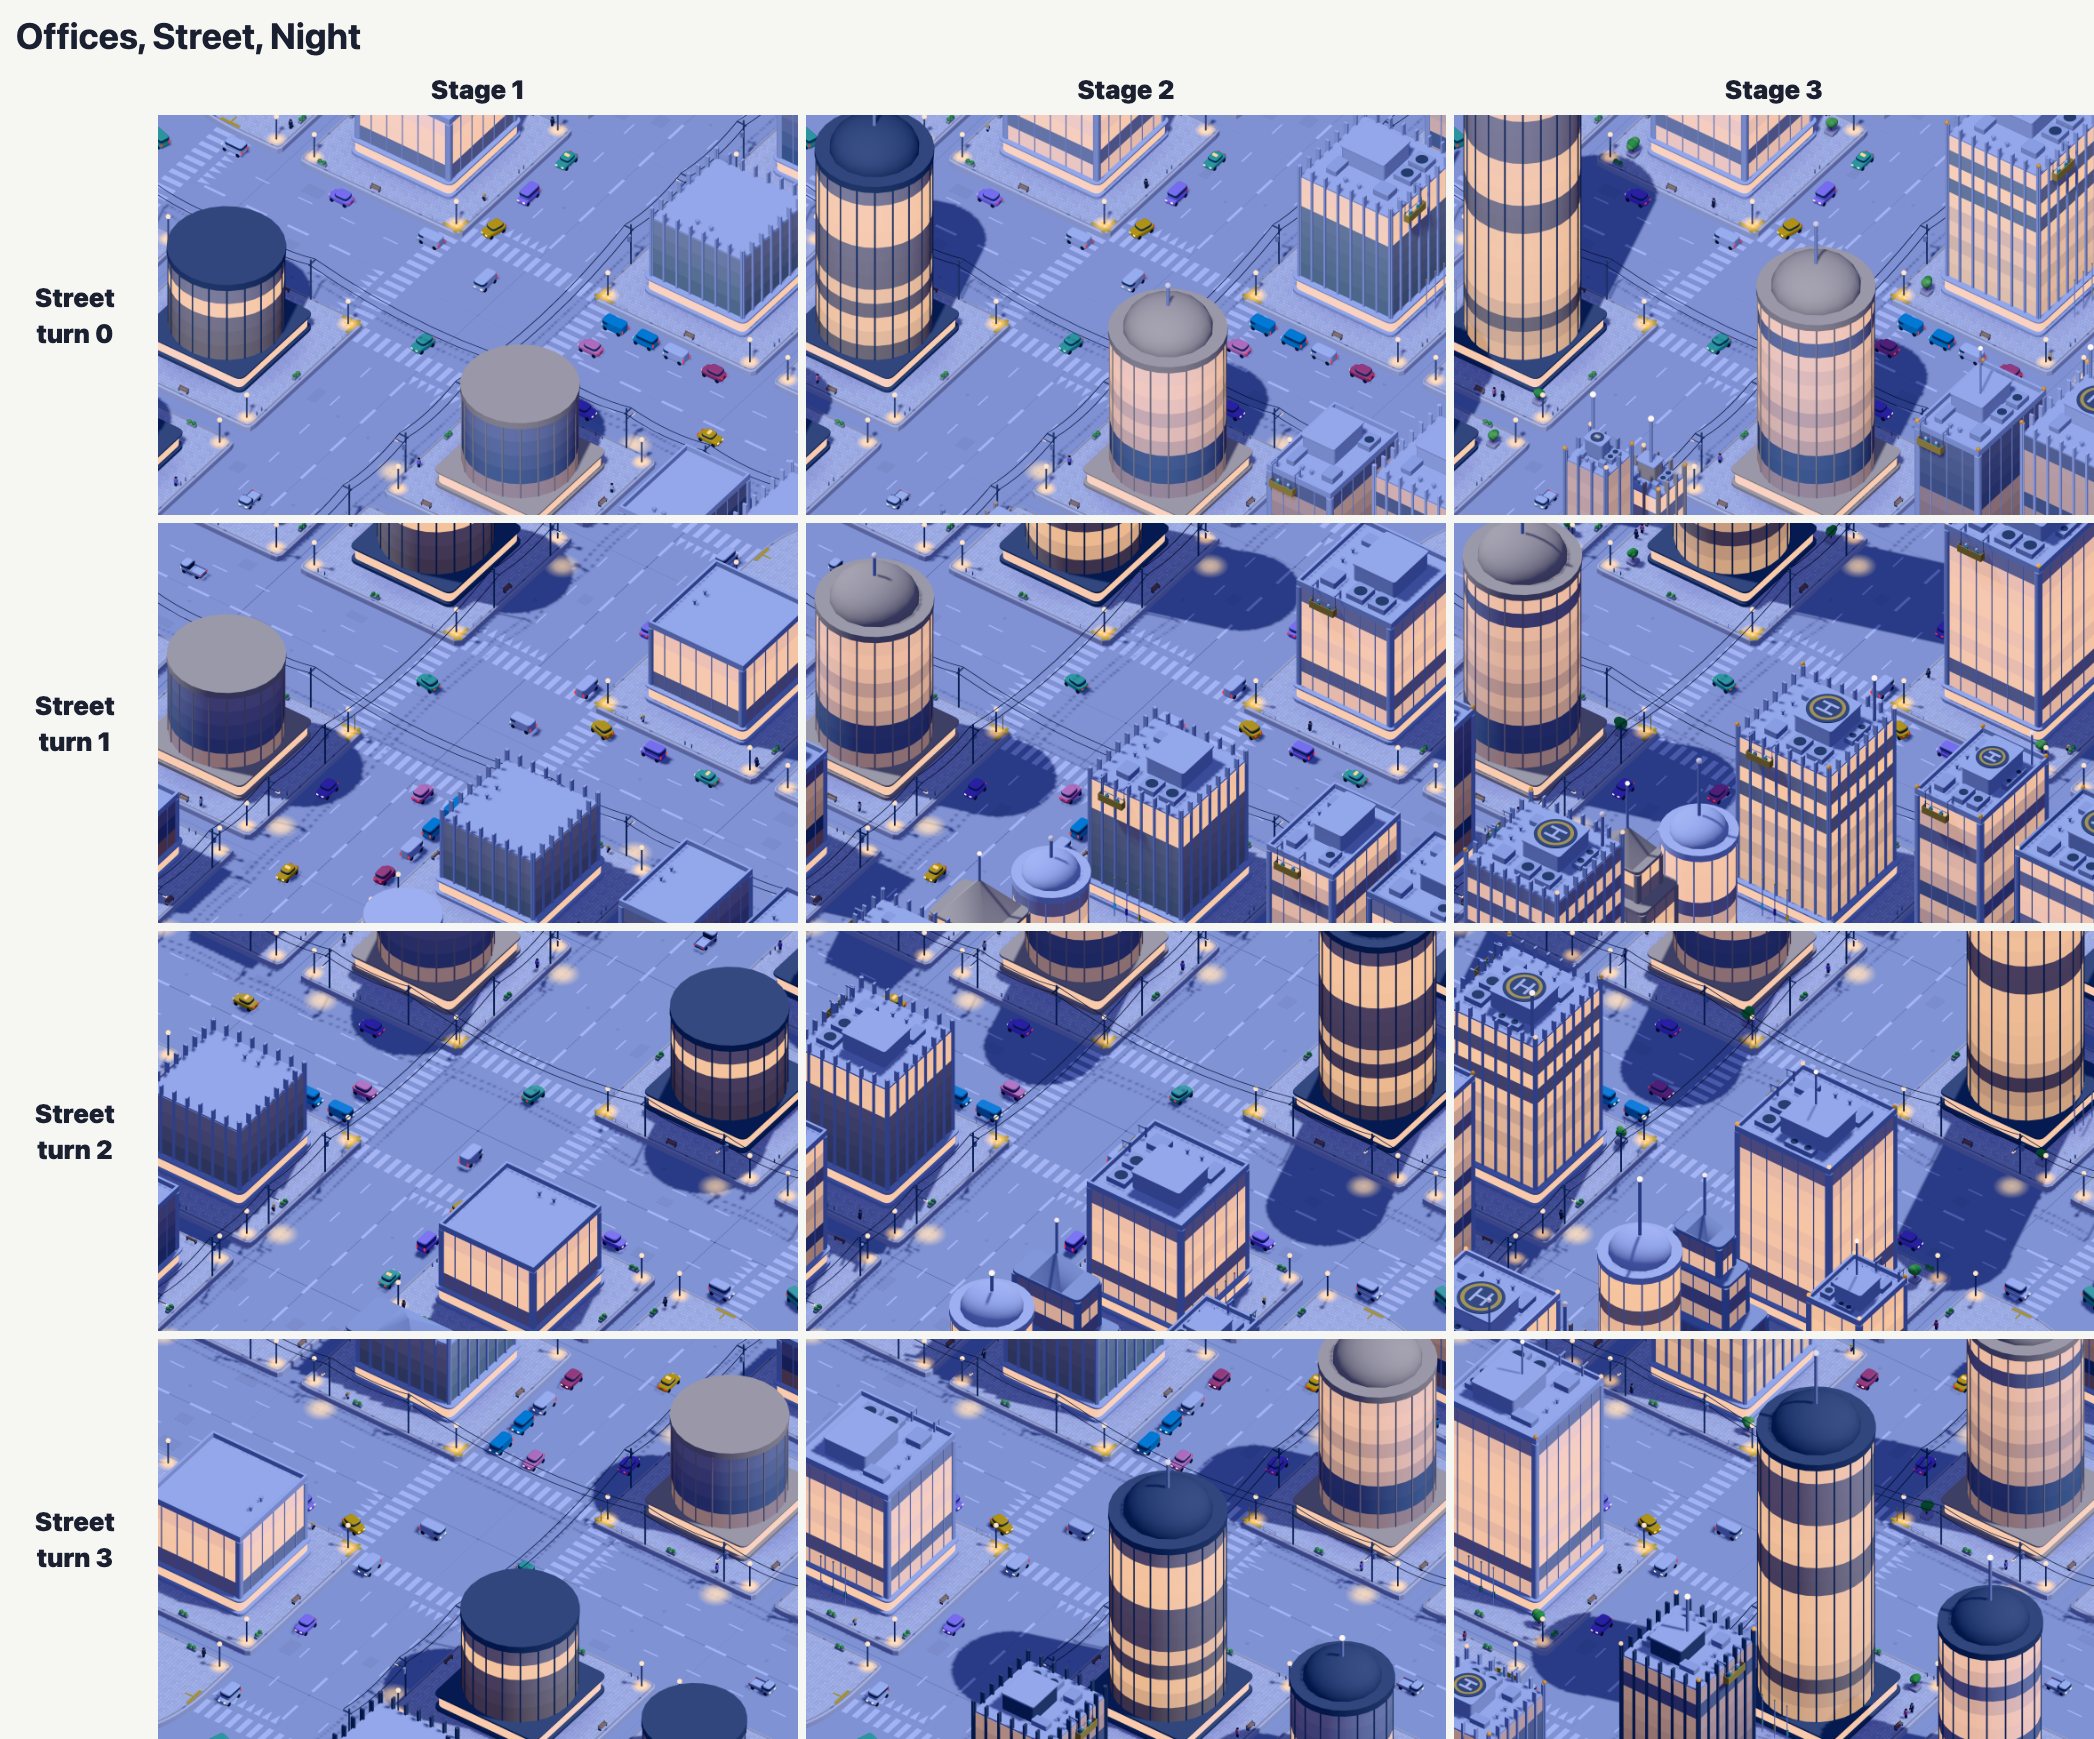 Offices, Street, Night
Stage 1
Stage 2
Stage 3
Street
turn 0
Street
turn 1
H
H
H
H
Street
turn 2
H
H
Street
turn 3
H